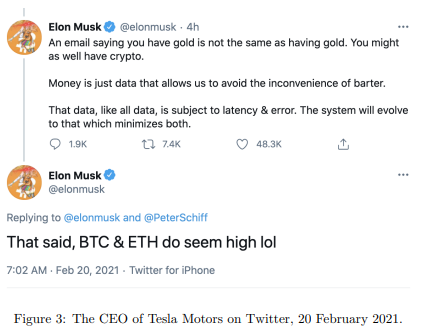 Elon Musk @elonmusk · 4h
An email saying you have gold is not the same as having gold. You might
as well have crypto.
Money is just data that allows us to avoid the inconvenience of barter.
That data, like all data, is subject to latency & error. The system will evolve
to that which minimizes both.
1.9K 7.4K 48.3K
Elon Musk
@elonmusk
Replying to @elonmusk and @PeterSchiff
That said, BTC & ETH do seem high lol
7:02 AM · Feb 20, 2021 · Twitter for iPhone
Figure 3: The CEO of Tesla Motors on Twitter, 20 February 2021.